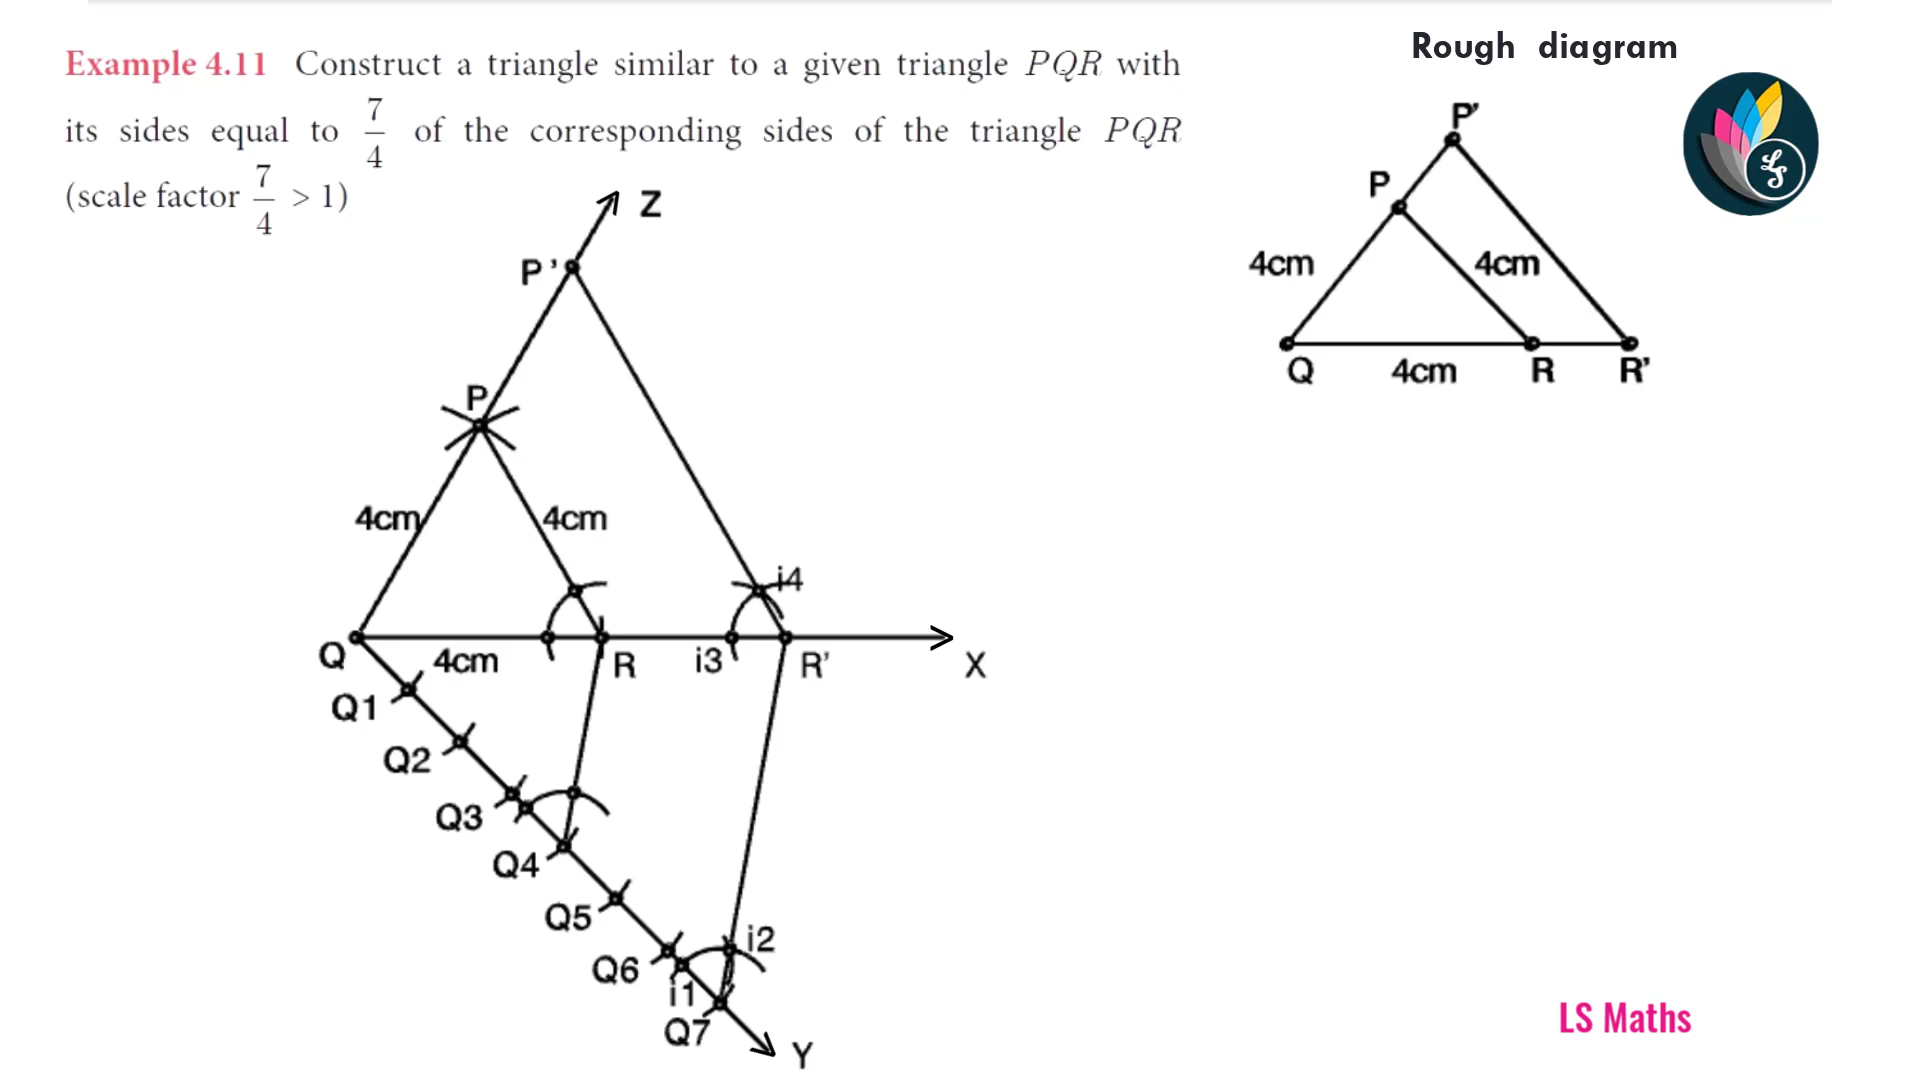 Rough diagram
Example 4.11 Construct a triangle similar to a given triangle PQR with
its sides equal to 7/4 of the corresponding sides of the triangle PQR
(scale factor 7/4 > 1)
Z
P'
P
4cm
4cm
i4
Q
4cm
R
i3
R'
X
Q1
Q2
Q3
Q4
Q5
Q6
i2
i1
Q7
Y
P'
P
4cm
4cm
Q
4cm
R
R'
LS
LS Maths